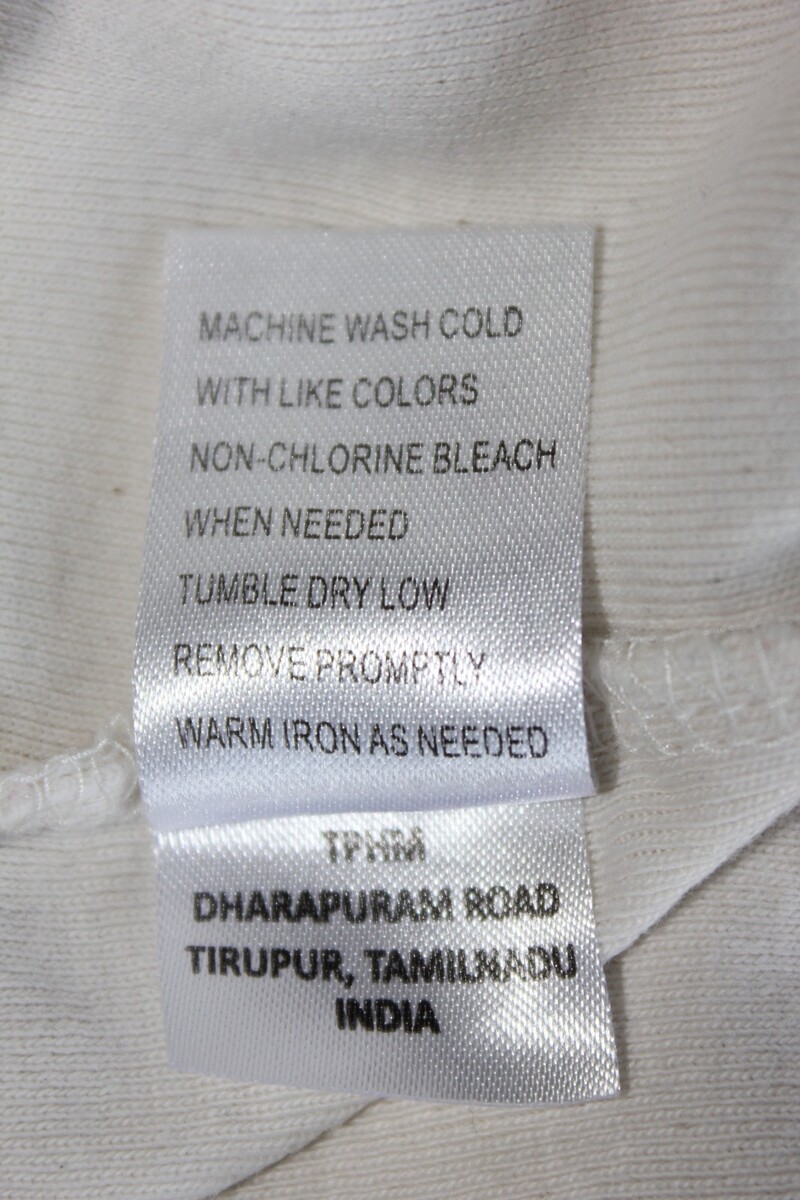 MACHINE WASH COLD
WITH LIKE COLORS
NON-CHLORINE BLEACH
WHEN NEEDED
TUMBLE DRY LOW
REMOVE PROMPTLY
WARM IRON AS NEEDED
TPHM
DHARAPURAM ROAD
TIRUPUR, TAMILNADU
INDIA